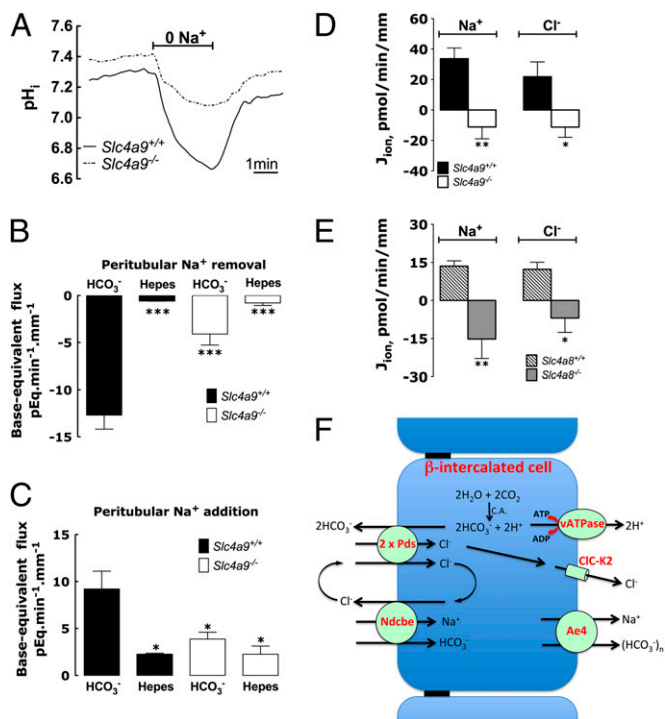 A
0 Na⁺
7.6
7.4
7.2
7.0
6.8
6.6
pHᵢ
Slc4a9⁺/⁺
Slc4a9⁻/⁻
1min
B
Peritubular Na⁺ removal
HCO₃⁻ Hepes HCO₃⁻ Hepes
0
-5
-10
-15
Base-equivalent flux
pEq.min⁻¹.mm⁻¹
*** *** ***
Slc4a9⁺/⁺
Slc4a9⁻/⁻
C
Peritubular Na⁺ addition
15
10
5
0
Base-equivalent flux
pEq.min⁻¹.mm⁻¹
Slc4a9⁺/⁺
Slc4a9⁻/⁻
* * *
HCO₃⁻ Hepes HCO₃⁻ Hepes
D
Na⁺ Cl⁻
60
40
20
0
-20
-40
Jᵢₒₙ, pmol/min/mm
** *
Slc4a9⁺/⁺
Slc4a9⁻/⁻
E
Na⁺ Cl⁻
30
15
0
-15
-30
Jᵢₒₙ, pmol/min/mm
** *
Slc4a8⁺/⁺
Slc4a8⁻/⁻
F
β-intercalated cell
2H₂O + 2CO₂
C.A.
2HCO₃⁻ 2HCO₃⁻ + 2H⁺
ATP
ADP
vATPase
2H⁺
2 x Pds
Cl⁻
Cl⁻
ClC-K2
Cl⁻
Cl⁻
Ndcbe
Na⁺
HCO₃⁻
Ae4
Na⁺
(HCO₃⁻)ₙ